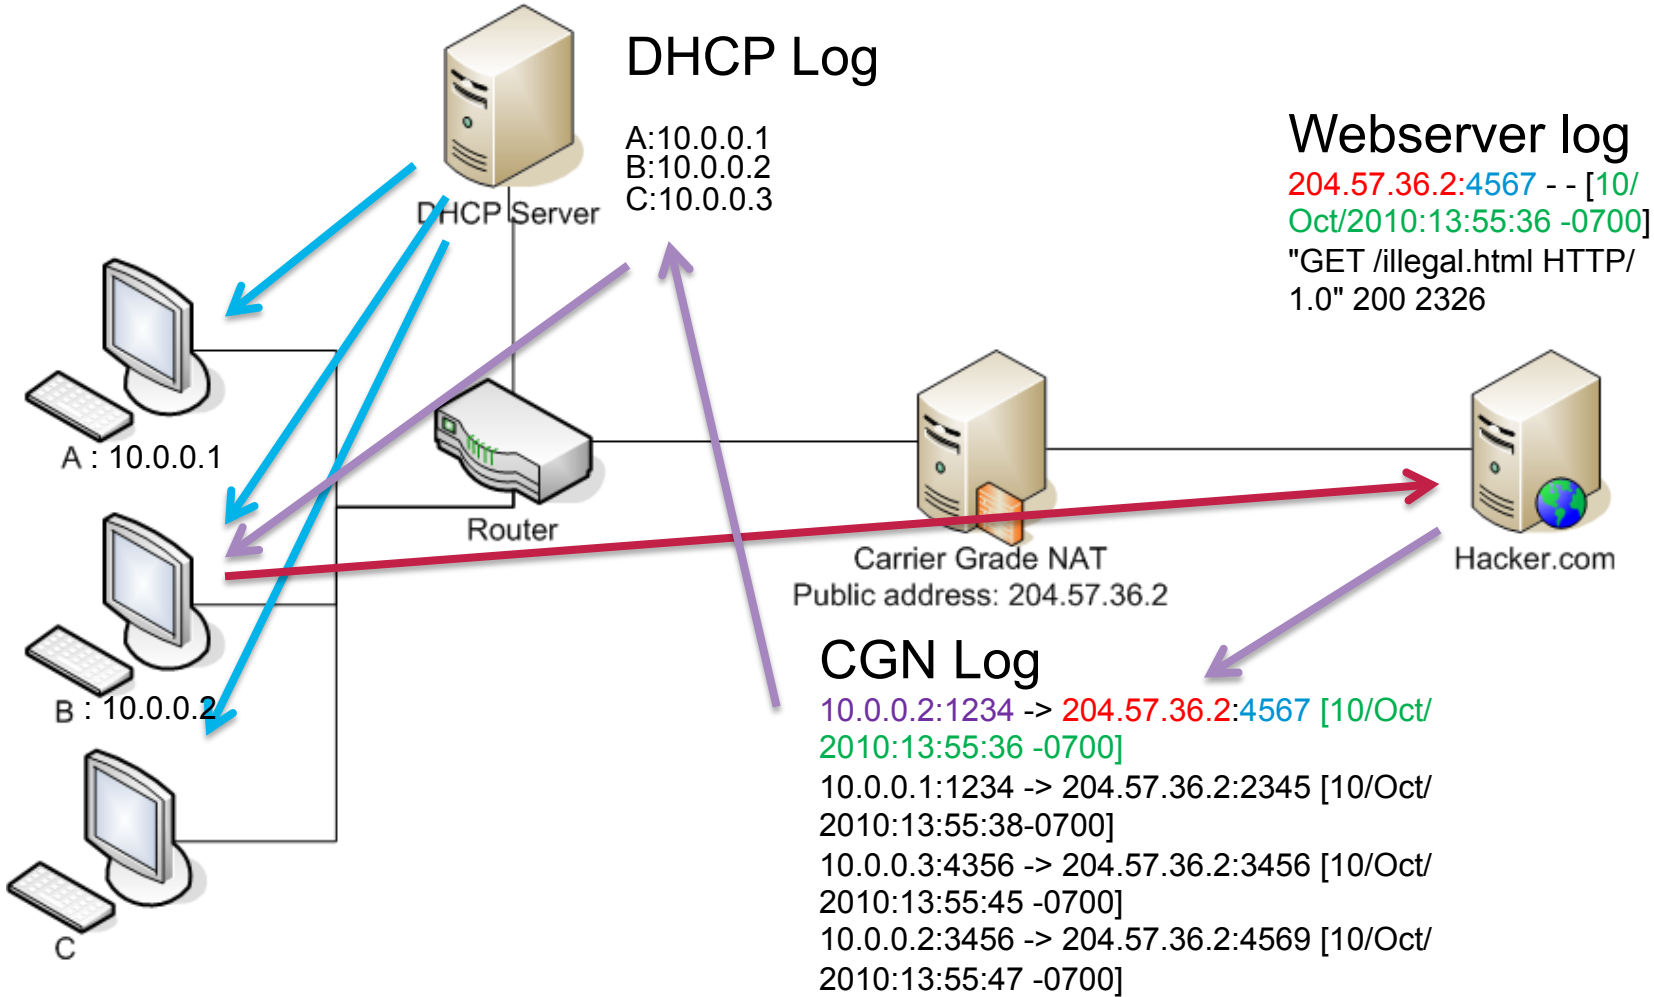 DHCP Log
A:10.0.0.1
B:10.0.0.2
C:10.0.0.3
DHCP Server
Webserver log
204.57.36.2:4567 - - [10/
Oct/2010:13:55:36 -0700]
"GET /illegal.html HTTP/
1.0" 200 2326
A : 10.0.0.1
Router
B : 10.0.0.2
C
Carrier Grade NAT
Public address: 204.57.36.2
Hacker.com
CGN Log
10.0.0.2:1234 -> 204.57.36.2:4567 [10/Oct/
2010:13:55:36 -0700]
10.0.0.1:1234 -> 204.57.36.2:2345 [10/Oct/
2010:13:55:38-0700]
10.0.0.3:4356 -> 204.57.36.2:3456 [10/Oct/
2010:13:55:45 -0700]
10.0.0.2:3456 -> 204.57.36.2:4569 [10/Oct/
2010:13:55:47 -0700]